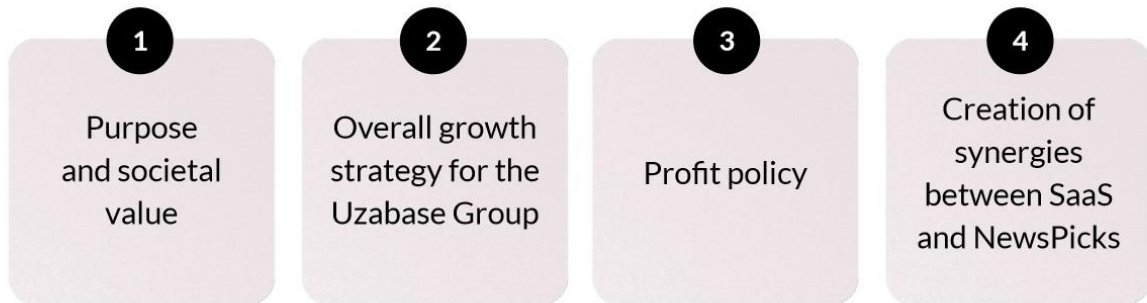 1
Purpose
and societal
value
2
Overall growth
strategy for the
Uzabase Group
3
Profit policy
4
Creation of
synergies
between SaaS
and NewsPicks